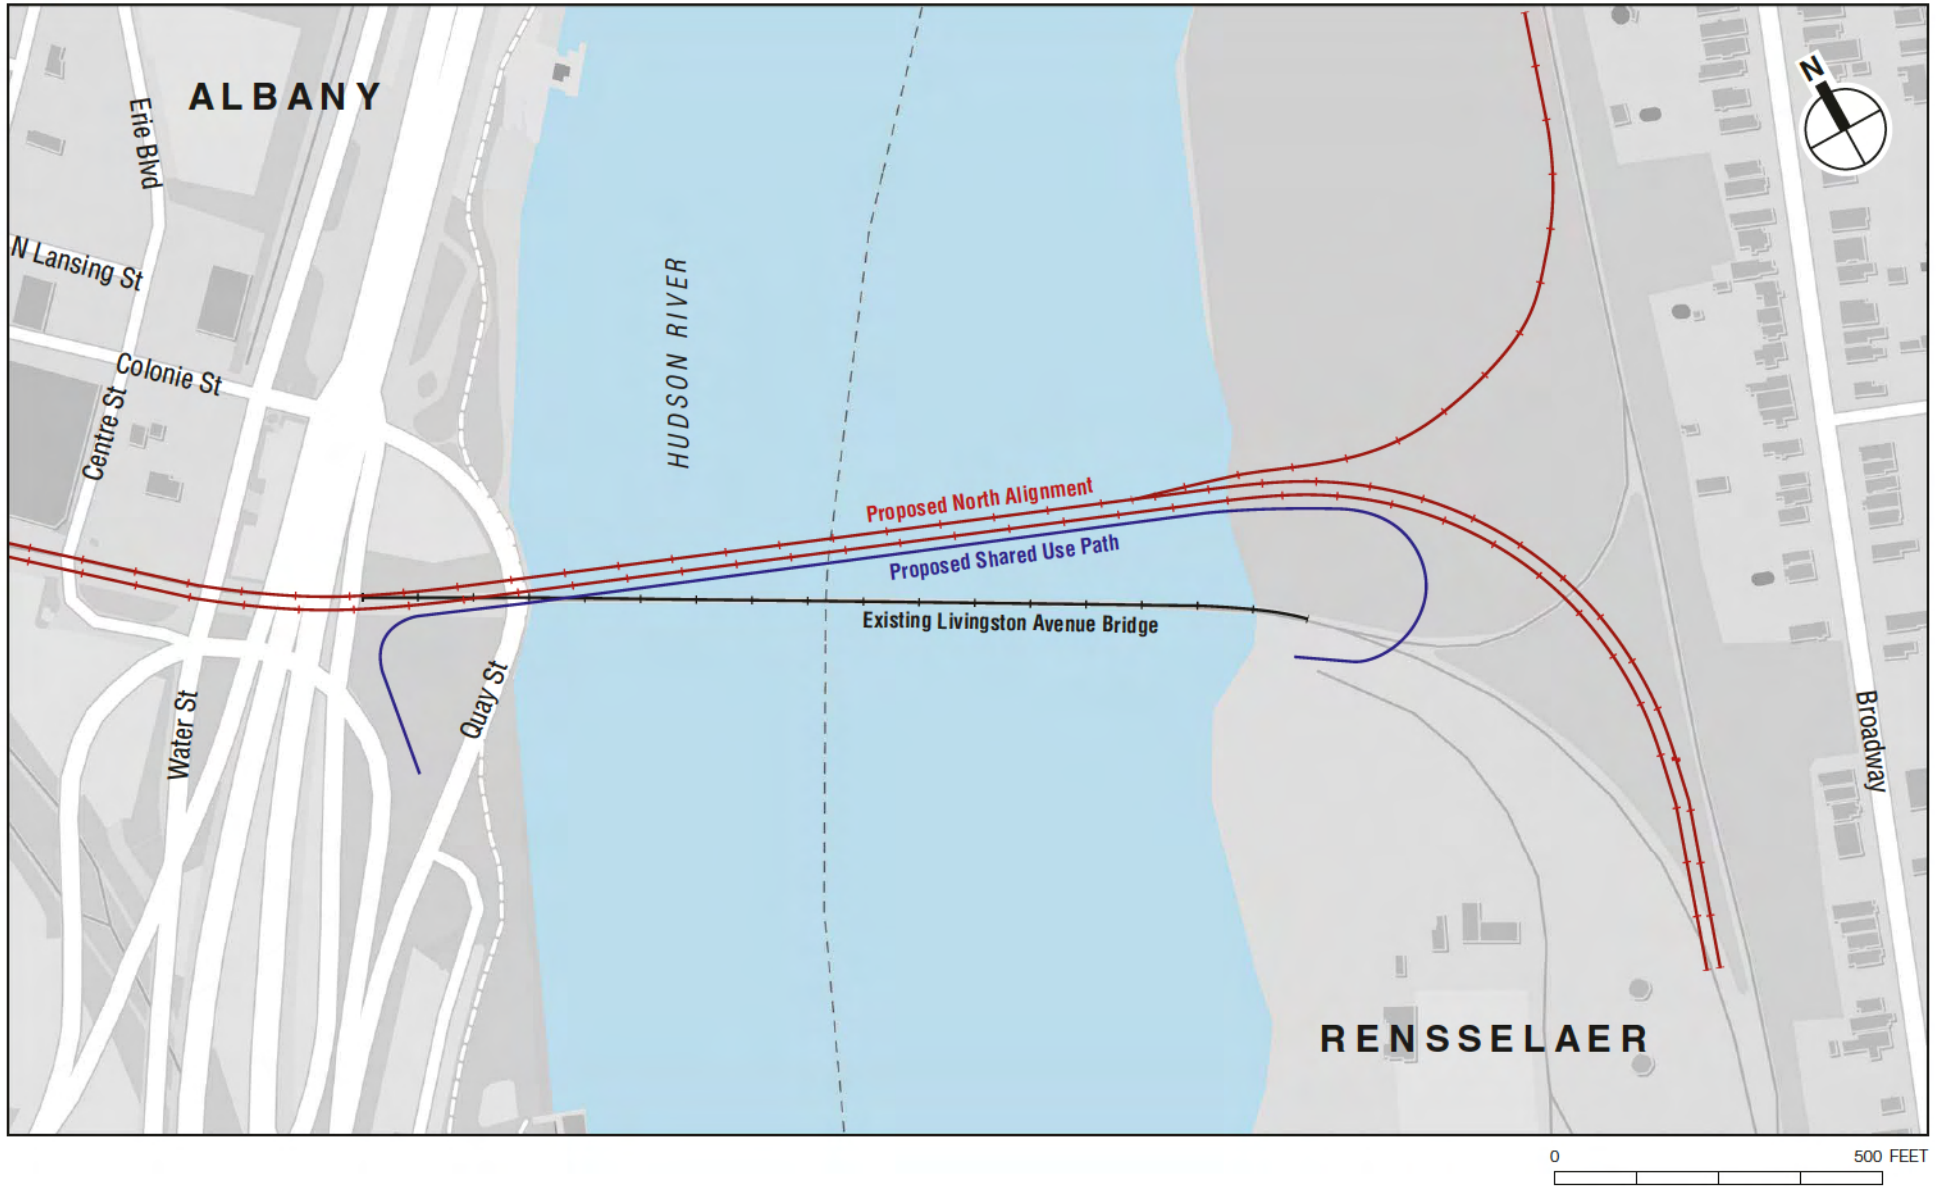 ALBANY
N
Erie Blvd
N Lansing St
HUDSON RIVER
Colonie St
Centre St
Proposed North Alignment
Proposed Shared Use Path
Existing Livingston Avenue Bridge
Quay St
Water St
Broadway
RENSSELAER
0 500 FEET